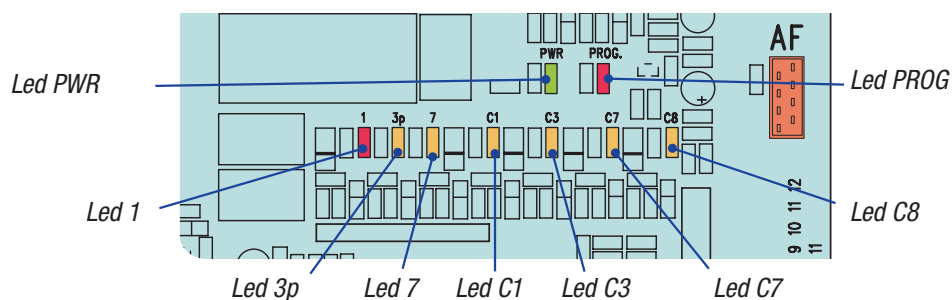 AF
PWR PROG.
Led PWR
Led PROG
1 3p 7 C1 C3 C7 C8
Led 1
Led C8
9 10 11 12
11
Led 3p Led 7 Led C1 Led C3 Led C7